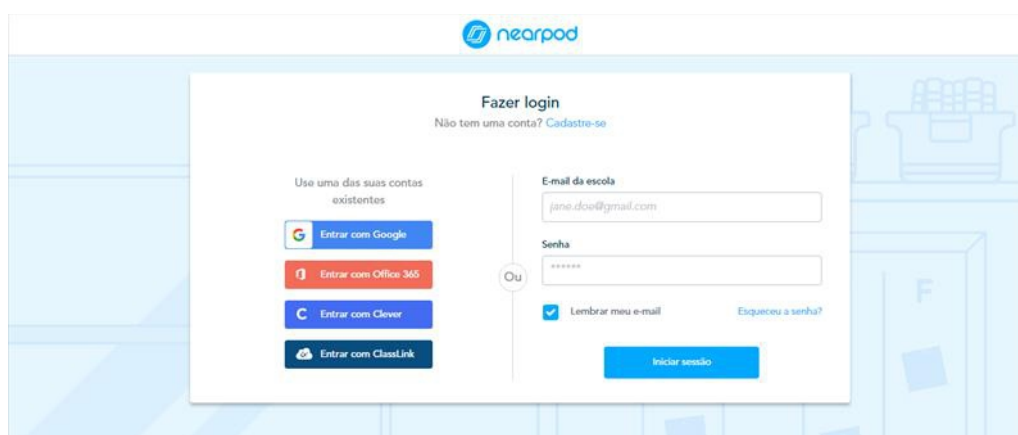 nearpod
Fazer login
Não tem uma conta? Cadastre-se
Use uma das suas contas
existentes
Entrar com Google
Entrar com Office 365
Entrar com Clever
Entrar com ClassLink
Ou
E-mail da escola
jane.doe@gmail.com
Senha
******
Lembrar meu e-mail
Esqueceu a senha?
Iniciar sessão
F